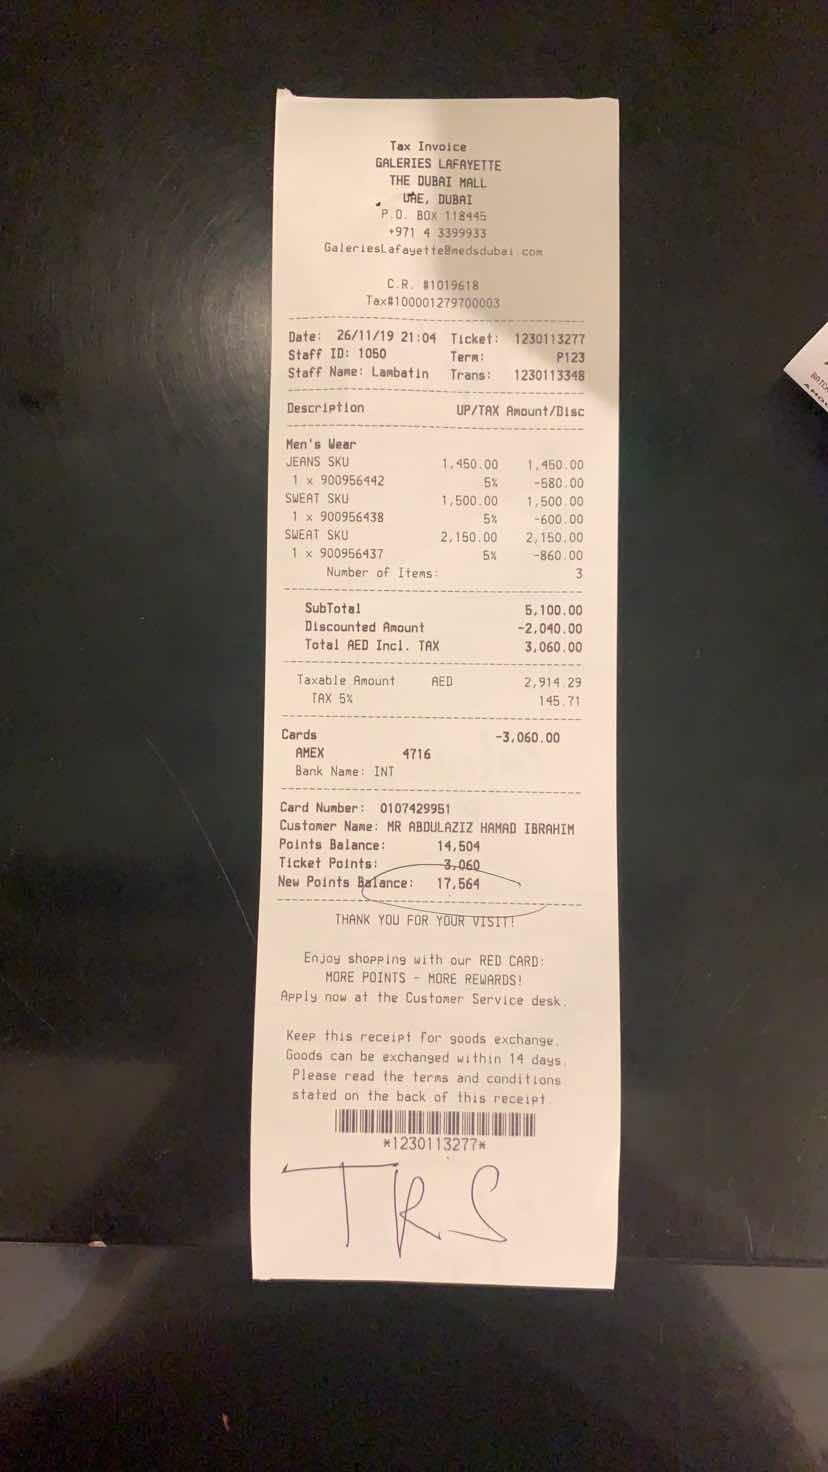 Tax Invoice
GALERIES LAFAYETTE
THE DUBAI MALL
UAE, DUBAI
P.O. BOX 118445
+971 4 3399933
GaleriesLafayette@medsdubai.com
C.R. #1019618
Tax#100001279700003
Date: 26/11/19 21:04 Ticket: 1230113277
Staff ID: 1050 Term: P123
Staff Name: Lambatin Trans: 1230113348
Description UP/TAX Amount/Disc
Men's Wear
JEANS SKU 1,450.00 1,450.00
1 x 900956442 5% -580.00
SWEAT SKU 1,500.00 1,500.00
1 x 900956438 5% -600.00
SWEAT SKU 2,150.00 2,150.00
1 x 900956437 5% -860.00
Number of Items: 3
SubTotal 5,100.00
Discounted Amount -2,040.00
Total AED Incl. TAX 3,060.00
Taxable Amount AED 2,914.29
TAX 5% 145.71
Cards -3,060.00
AMEX 4716
Bank Name: INT
Card Number: 0107429951
Customer Name: MR ABDULAZIZ HAMAD IBRAHIM
Points Balance: 14,504
Ticket Points: 3,060
New Points Balance: 17,564
THANK YOU FOR YOUR VISIT!
Enjoy shopping with our RED CARD:
MORE POINTS - MORE REWARDS!
Apply now at the Customer Service desk.
Keep this receipt for goods exchange.
Goods can be exchanged within 14 days.
Please read the terms and conditions
stated on the back of this receipt.
*1230113277*
TRS